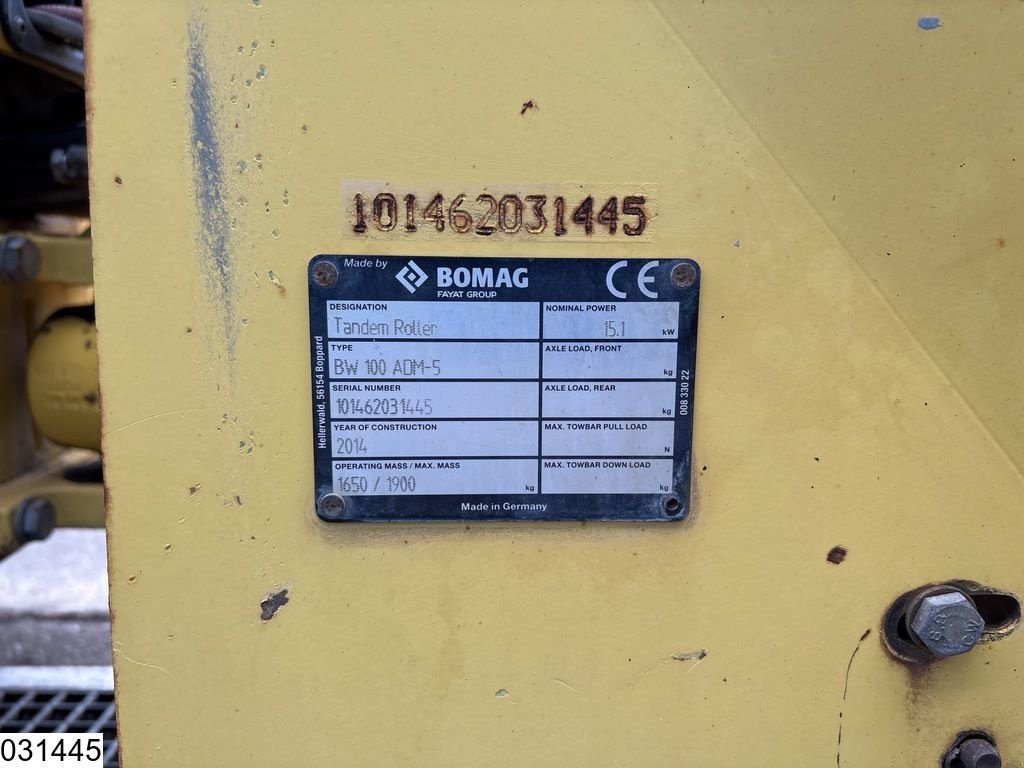 101462031445
Made by BOMAG CE
FAYAT GROUP
DESIGNATION
Tandem Roller
NOMINAL POWER
15.1 kW
TYPE
BW 100 ADM-5
AXLE LOAD, FRONT
kg
SERIAL NUMBER
101462031445
AXLE LOAD, REAR
kg
YEAR OF CONSTRUCTION
2014
MAX. TOWBAR PULL LOAD
N
OPERATING MASS / MAX. MASS
1650 / 1900 kg
MAX. TOWBAR DOWN LOAD
kg
Made in Germany
Hellerwald, 56154 Boppard
008 330 22
8.8
031445